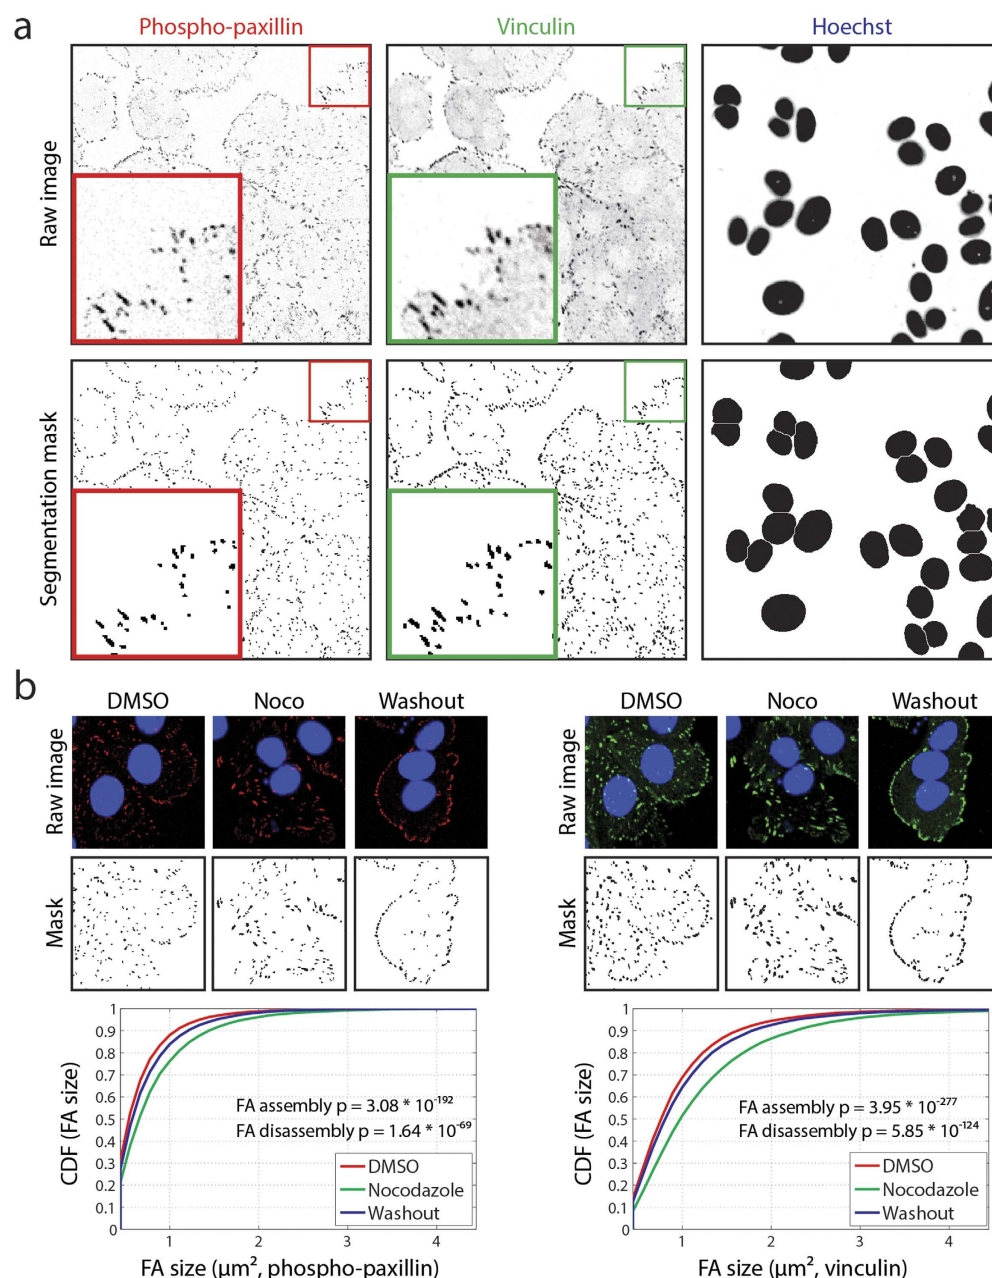 a
Phospho-paxillin
Vinculin
Hoechst
Raw image
Segmentation mask
b
DMSO
Noco
Washout
DMSO
Noco
Washout
Raw image
Raw image
Mask
Mask
CDF (FA size)
1
0.9
0.8
0.7
0.6
0.5
0.4
0.3
0.2
0.1
0
FA assembly p = 3.08 * 10⁻¹⁹²
FA disassembly p = 1.64 * 10⁻⁶⁹
DMSO
Nocodazole
Washout
1 2 3 4
FA size (µm², phospho-paxillin)
CDF (FA size)
1
0.9
0.8
0.7
0.6
0.5
0.4
0.3
0.2
0.1
0
FA assembly p = 3.95 * 10⁻²⁷⁷
FA disassembly p = 5.85 * 10⁻¹²⁴
DMSO
Nocodazole
Washout
1 2 3 4
FA size (µm², vinculin)